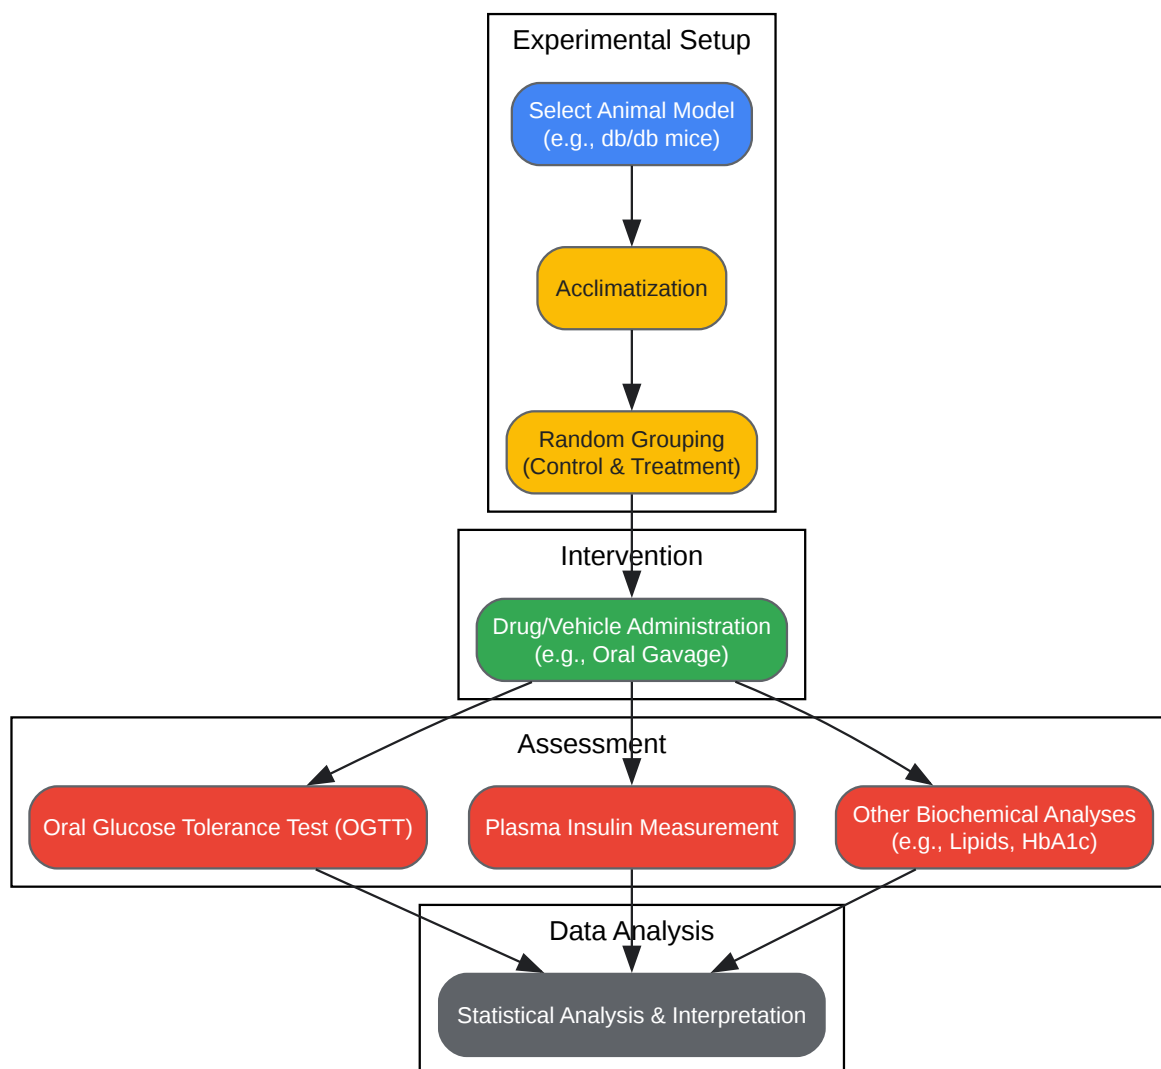 Experimental Setup
Select Animal Model
(e.g., db/db mice)
Acclimatization
Random Grouping
(Control & Treatment)
Intervention
Drug/Vehicle Administration
(e.g., Oral Gavage)
Assessment
Oral Glucose Tolerance Test (OGTT)
Plasma Insulin Measurement
Other Biochemical Analyses
(e.g., Lipids, HbA1c)
Data Analysis
Statistical Analysis & Interpretation